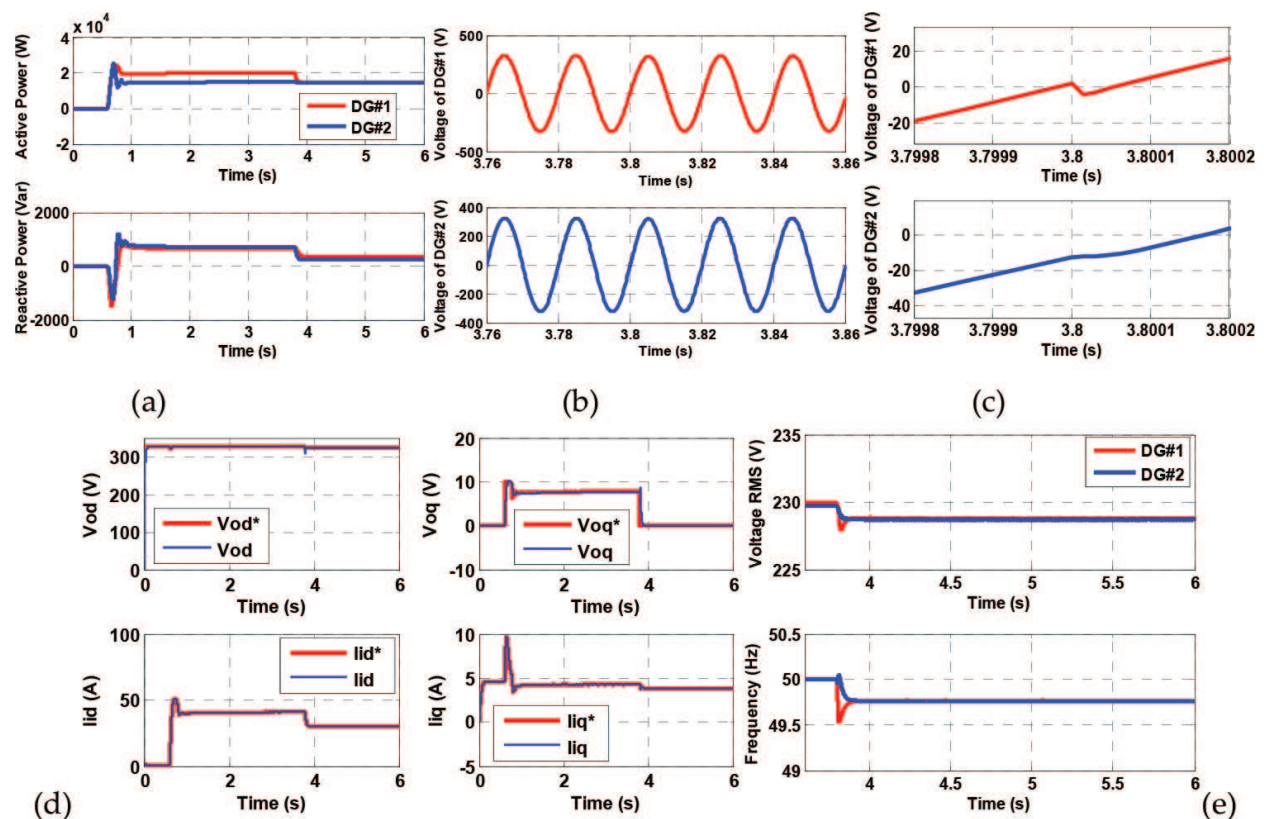 x 10⁴
Active Power (W)
4
2
0
-2
DG#1
DG#2
0 1 2 3 4 5 6
Time (s)
Reactive Power (Var)
2000
0
-2000
0 1 2 3 4 5 6
Time (s)
(a)
Voltage of DG#1 (V)
500
0
-500
3.76 3.78 3.8 3.82 3.84 3.86
Time (s)
Voltage of DG#2 (V)
400
200
0
-200
-400
3.76 3.78 3.8 3.82 3.84 3.86
Time (s)
(b)
Voltage of DG#1 (V)
20
0
-20
3.7998 3.7999 3.8 3.8001 3.8002
Time (s)
Voltage of DG#2 (V)
0
-20
-40
3.7998 3.7999 3.8 3.8001 3.8002
Time (s)
(c)
Vod (V)
300
200
100
0
Vod*
Vod
0 2 4 6
Time (s)
Iid (A)
100
50
0
Iid*
Iid
0 2 4 6
Time (s)
(d)
Voq (V)
20
10
0
-10
Voq*
Voq
0 2 4 6
Time (s)
Iiq (A)
10
5
0
-5
Iiq*
Iiq
0 2 4 6
Time (s)
Voltage RMS (V)
235
230
225
DG#1
DG#2
4 4.5 5 5.5 6
Time (s)
Frequency (Hz)
50.5
50
49.5
49
4 4.5 5 5.5 6
Time (s)
(e)